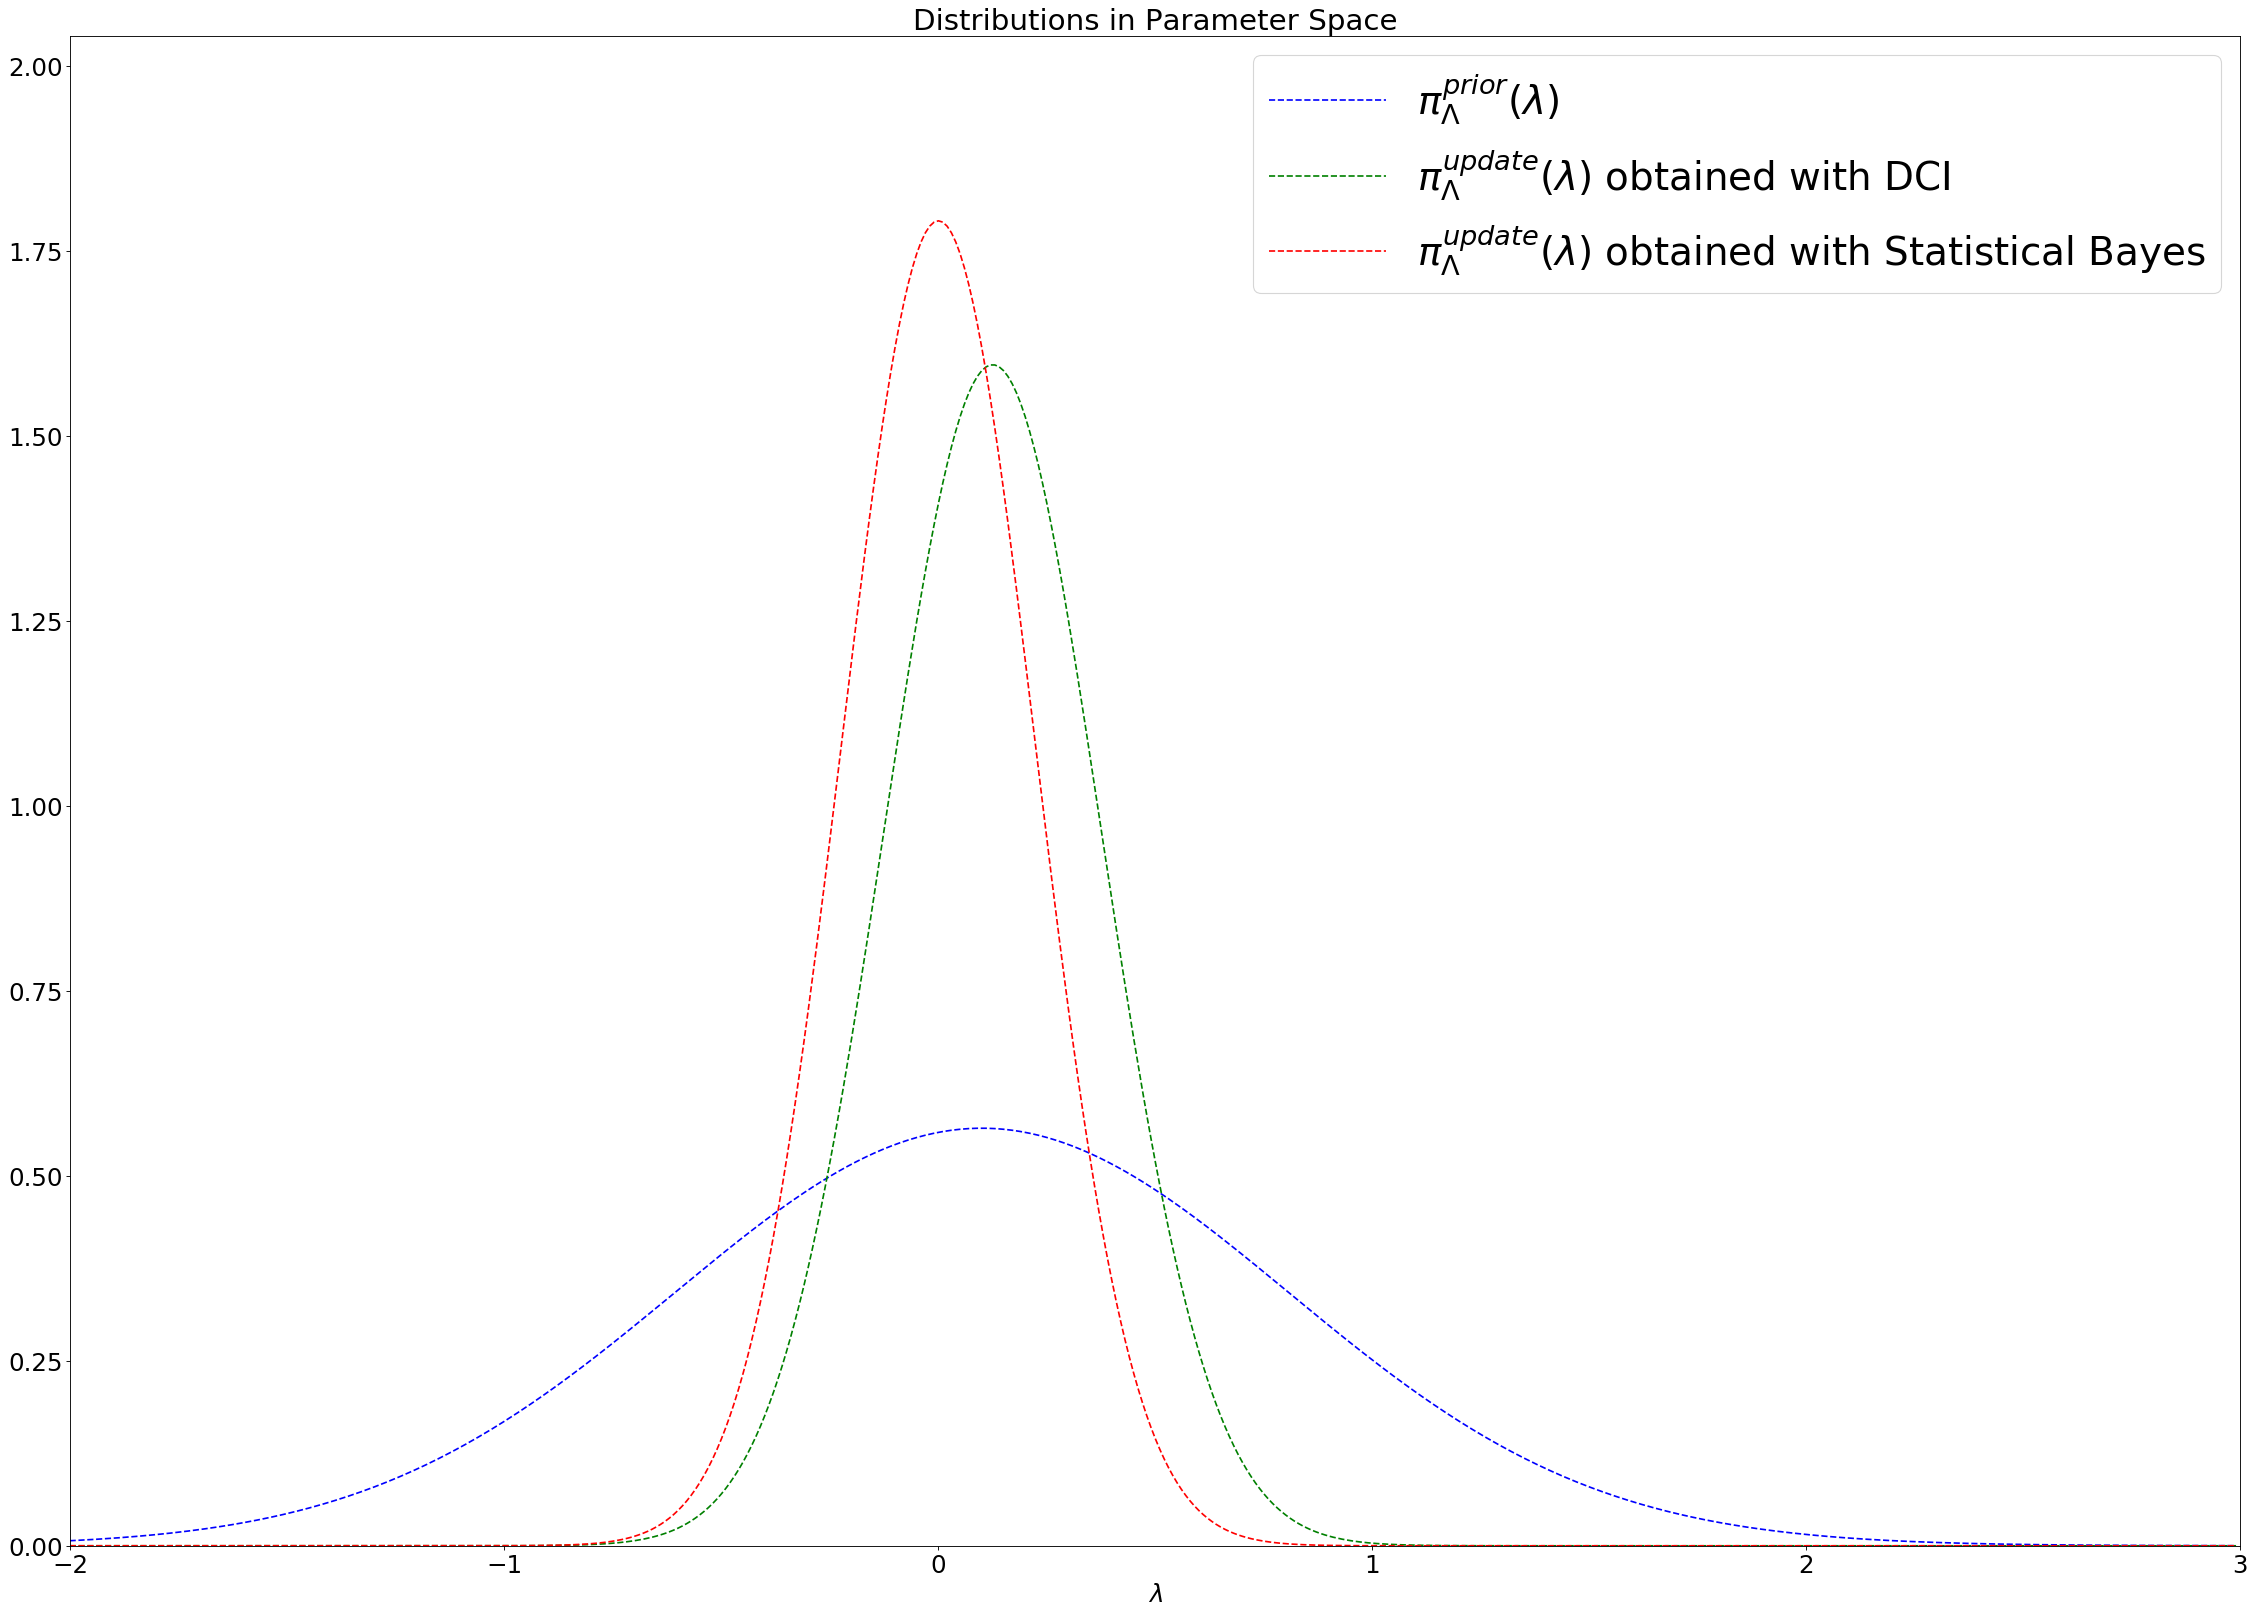 Distributions in Parameter Space
2.00
1.75
1.50
1.25
1.00
0.75
0.50
0.25
0.00
π_Λ^{prior}(λ)
π_Λ^{update}(λ) obtained with DCI
π_Λ^{update}(λ) obtained with Statistical Bayes
−2 −1 0 1 2 3
λ